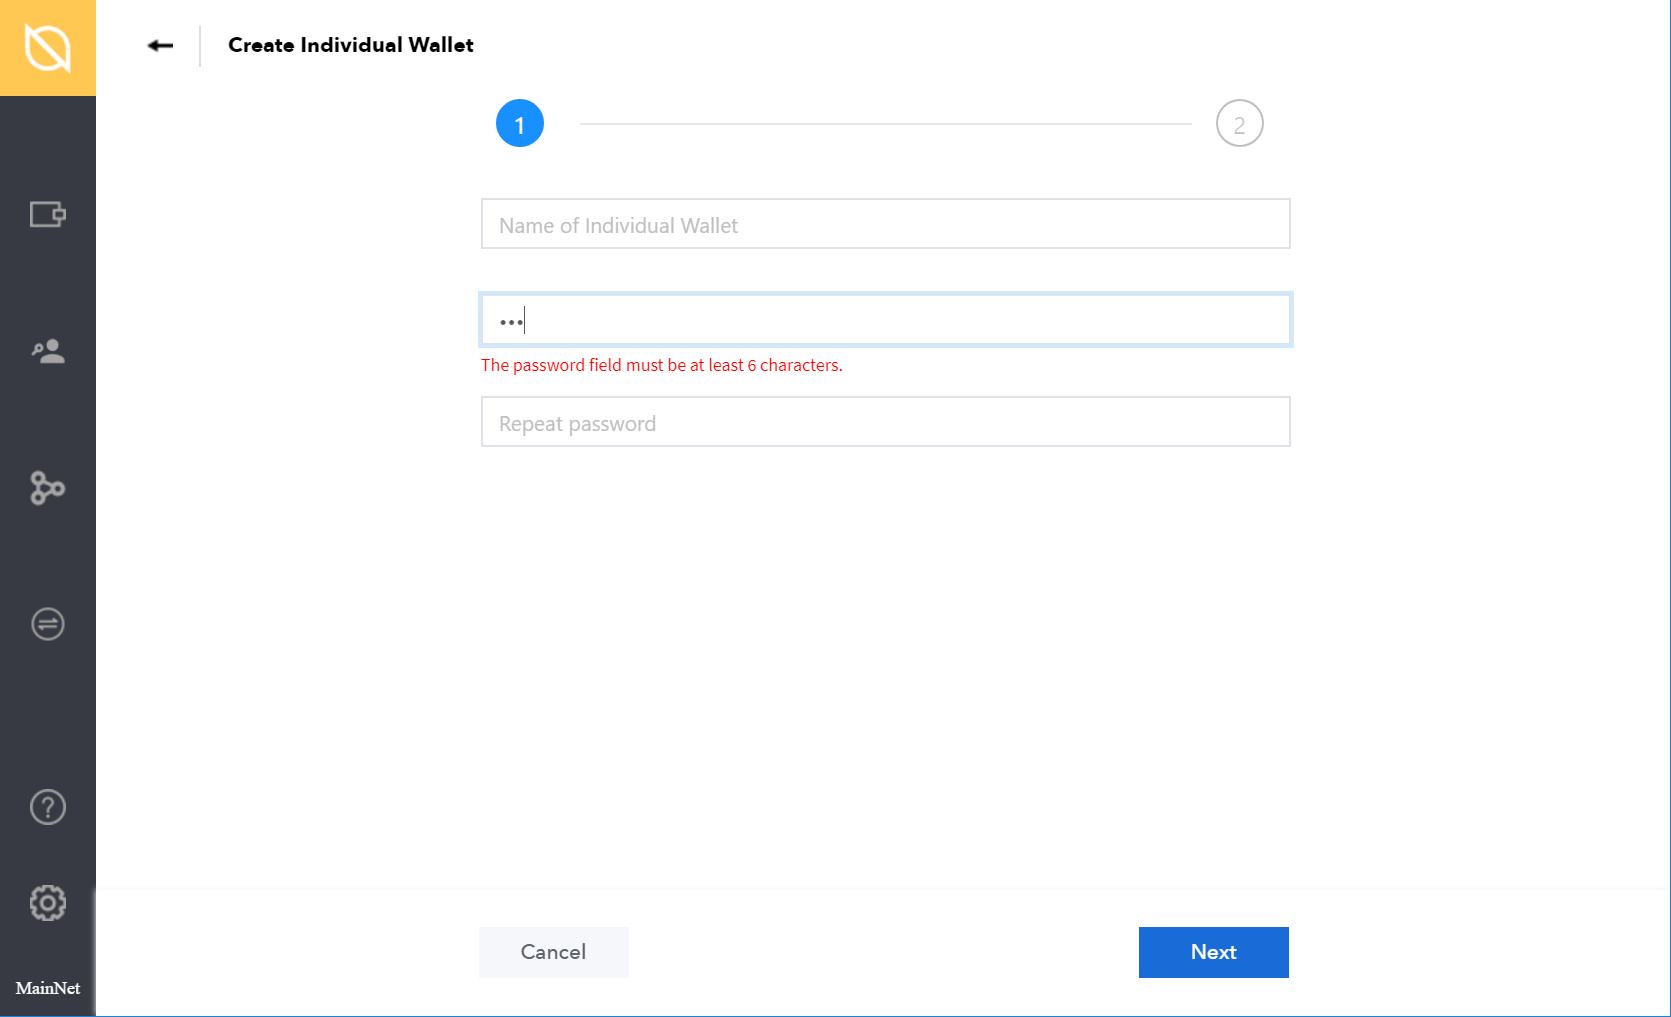 Create Individual Wallet
1
2
Name of Individual Wallet
•••
The password field must be at least 6 characters.
Repeat password
Cancel
Next
MainNet